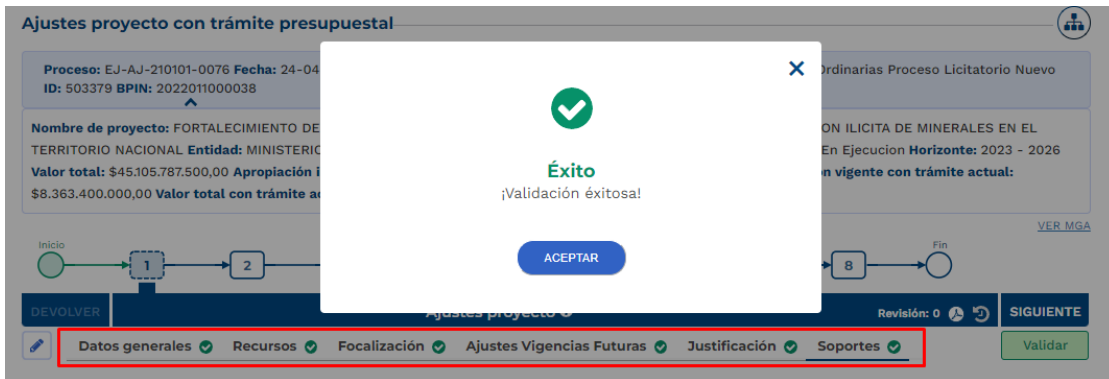 Ajustes proyecto con trámite presupuestal
Proceso: EJ-AJ-210101-0076 Fecha: 24-04 Ordinarias Proceso Licitatorio Nuevo
ID: 503379 BPIN: 2022011000038
Nombre de proyecto: FORTALECIMIENTO DE ON ILICITA DE MINERALES EN EL
TERRITORIO NACIONAL Entidad: MINISTERIO En Ejecucion Horizonte: 2023 - 2026
Valor total: $45.105.787.500,00 Apropiación i n vigente con trámite actual:
$8.363.400.000,00 Valor total con trámite a
Éxito
¡Validación éxitosa!
ACEPTAR
VER MGA
Inicio
1
2
8
Fin
DEVOLVER
Ajustes proyecto
Revisión: 0
SIGUIENTE
Datos generales Recursos Focalización Ajustes Vigencias Futuras Justificación Soportes
Validar